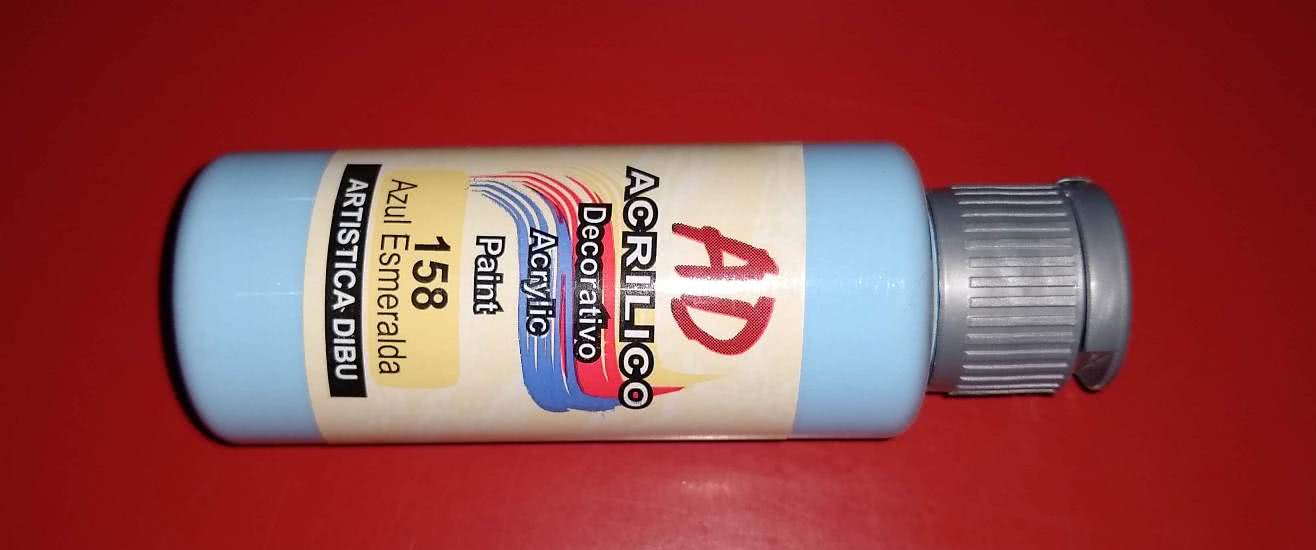 AD
ACRILICO
Decorativo
Acrylic
Paint
158
Azul Esmeralda
ARTISTICA DIBU